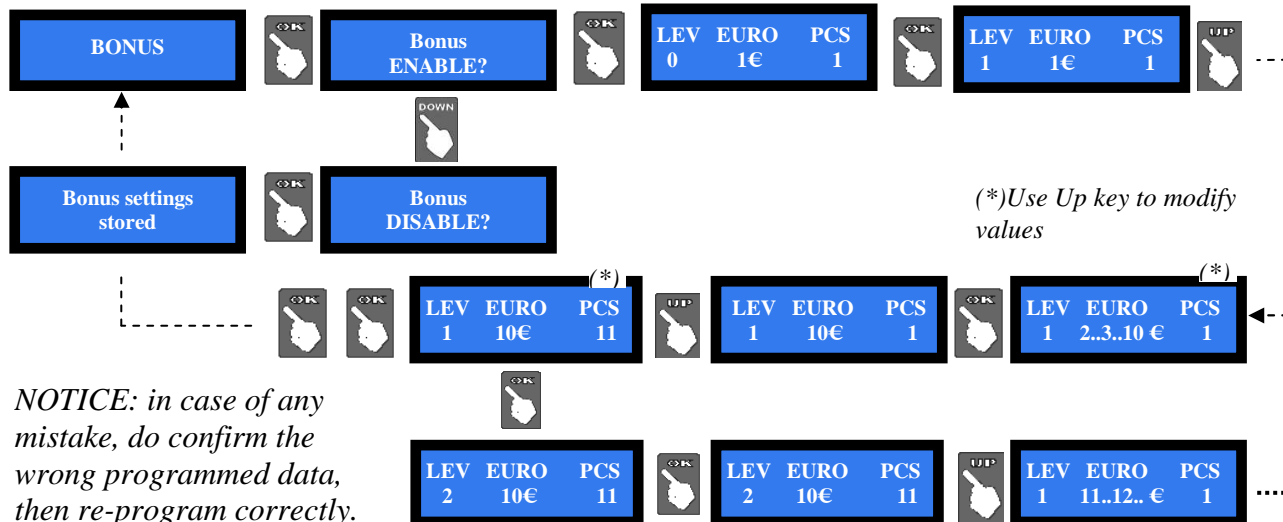 BONUS
OK
Bonus
ENABLE?
OK
LEV EURO PCS
0 1€ 1
OK
LEV EURO PCS
1 1€ 1
UP
DOWN
Bonus settings
stored
OK
Bonus
DISABLE?
(*)Use Up key to modify
values
OK
OK
(*)
LEV EURO PCS
1 10€ 11
UP
LEV EURO PCS
1 10€ 1
OK
(*)
LEV EURO PCS
1 2..3..10 € 1
OK
NOTICE: in case of any
mistake, do confirm the
wrong programmed data,
then re-program correctly.
LEV EURO PCS
2 10€ 11
OK
LEV EURO PCS
2 10€ 11
UP
LEV EURO PCS
1 11..12.. € 1